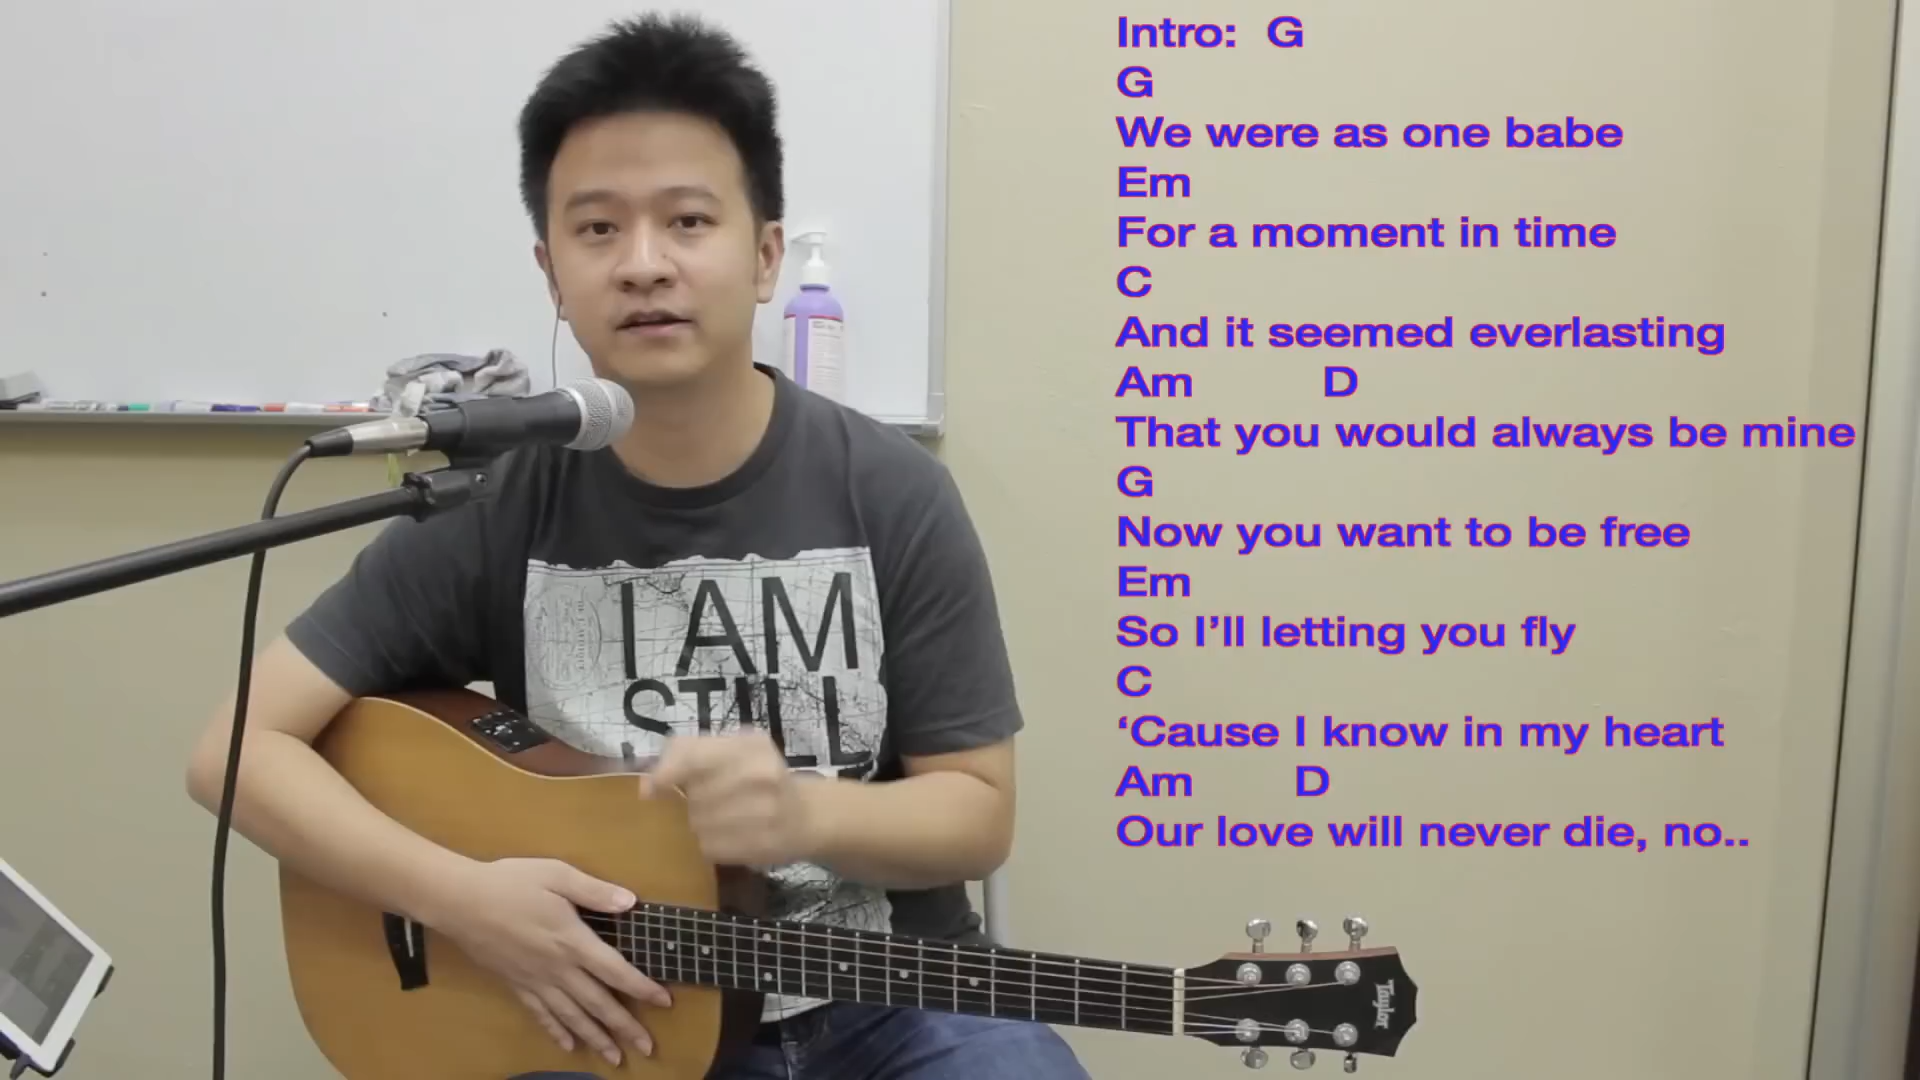 Intro: G
G
We were as one babe
Em
For a moment in time
C
And it seemed everlasting
Am D
That you would always be mine
G
Now you want to be free
Em
So I’ll letting you fly
C
‘Cause I know in my heart
Am D
Our love will never die, no..
I AM
STILL
Taylor